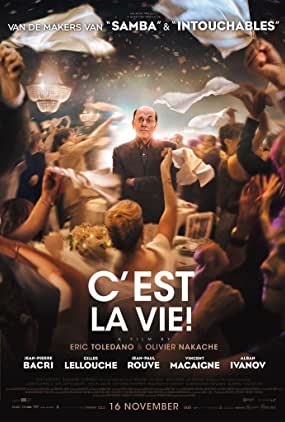 VAN DE MAKERS VAN "SAMBA" & "INTOUCHABLES"
C'EST
LA VIE!
A FILM BY
ERIC TOLEDANO & OLIVIER NAKACHE
JEAN-PIERRE BACRI
GILLES LELLOUCHE
JEAN-PAUL ROUVE
VINCENT MACAIGNE
ALBAN IVANOV
16 NOVEMBER